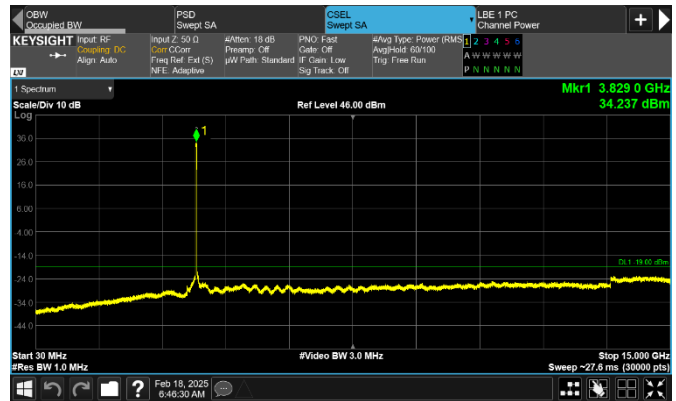 OBW
Occupied BW
PSD
Swept SA
CSEL
Swept SA
LBE 1 PC
Channel Power
KEYSIGHT
Input: RF
Coupling: DC
Align: Auto
Input Z: 50 Ω
Corr CCorr
Freq Ref: Ext (S)
NFE: Adaptive
#Atten: 18 dB
Preamp: Off
µW Path: Standard
PNO: Fast
Gate: Off
IF Gain: Low
Sig Track: Off
#Avg Type: Power (RMS)
Avg|Hold: 60/100
Trig: Free Run
1 2 3 4 5 6
A W W W W W W
P N N N N N N
LXI
1 Spectrum
Scale/Div 10 dB
Ref Level 46.00 dBm
Mkr1 3.829 0 GHz
34.237 dBm
Log
36.0
26.0
16.0
6.00
-4.00
-14.0
-24.0
-34.0
-44.0
1
DL1 -19.00 dBm
Start 30 MHz
#Video BW 3.0 MHz
Stop 15.000 GHz
#Res BW 1.0 MHz
Sweep ~27.6 ms (30000 pts)
?
Feb 18, 2025
6:46:30 AM